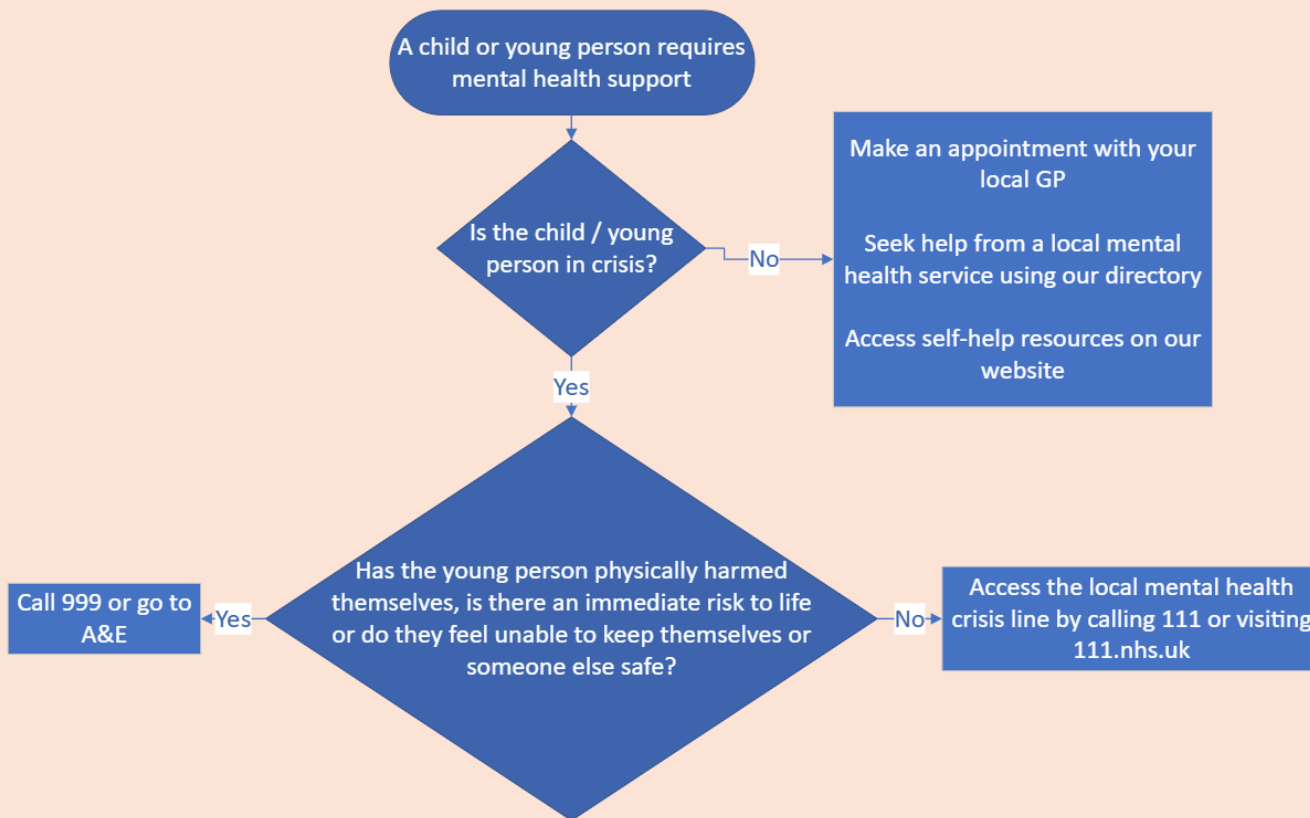 A child or young person requires
mental health support
Make an appointment with your
local GP
Seek help from a local mental
health service using our directory
Access self-help resources on our
website
Is the child / young
person in crisis?
No
Yes
Has the young person physically harmed
themselves, is there an immediate risk to life
or do they feel unable to keep themselves or
someone else safe?
Yes
Call 999 or go to
A&E
No
Access the local mental health
crisis line by calling 111 or visiting
111.nhs.uk